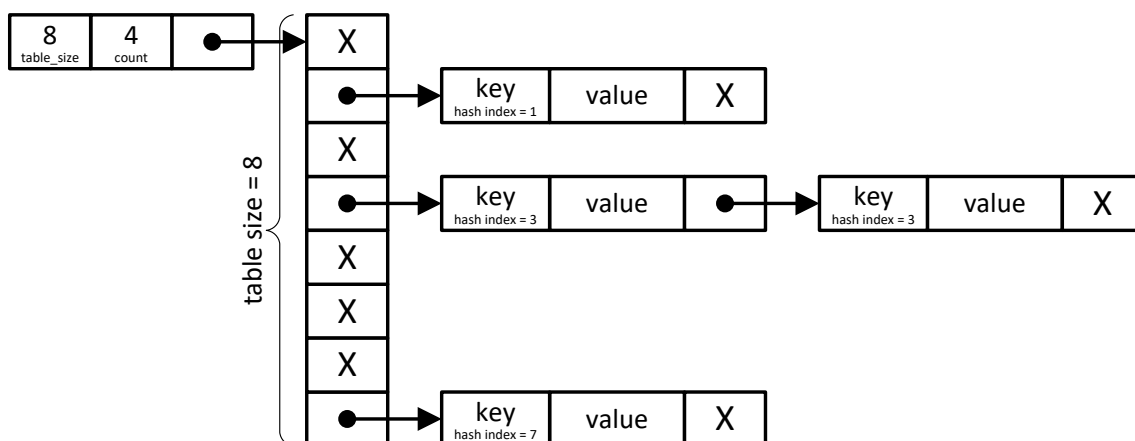 8 4 X
table_size count
key value X
hash index = 1
X
key value key value X
hash index = 3 hash index = 3
table size = 8
X
X
X
key value X
hash index = 7